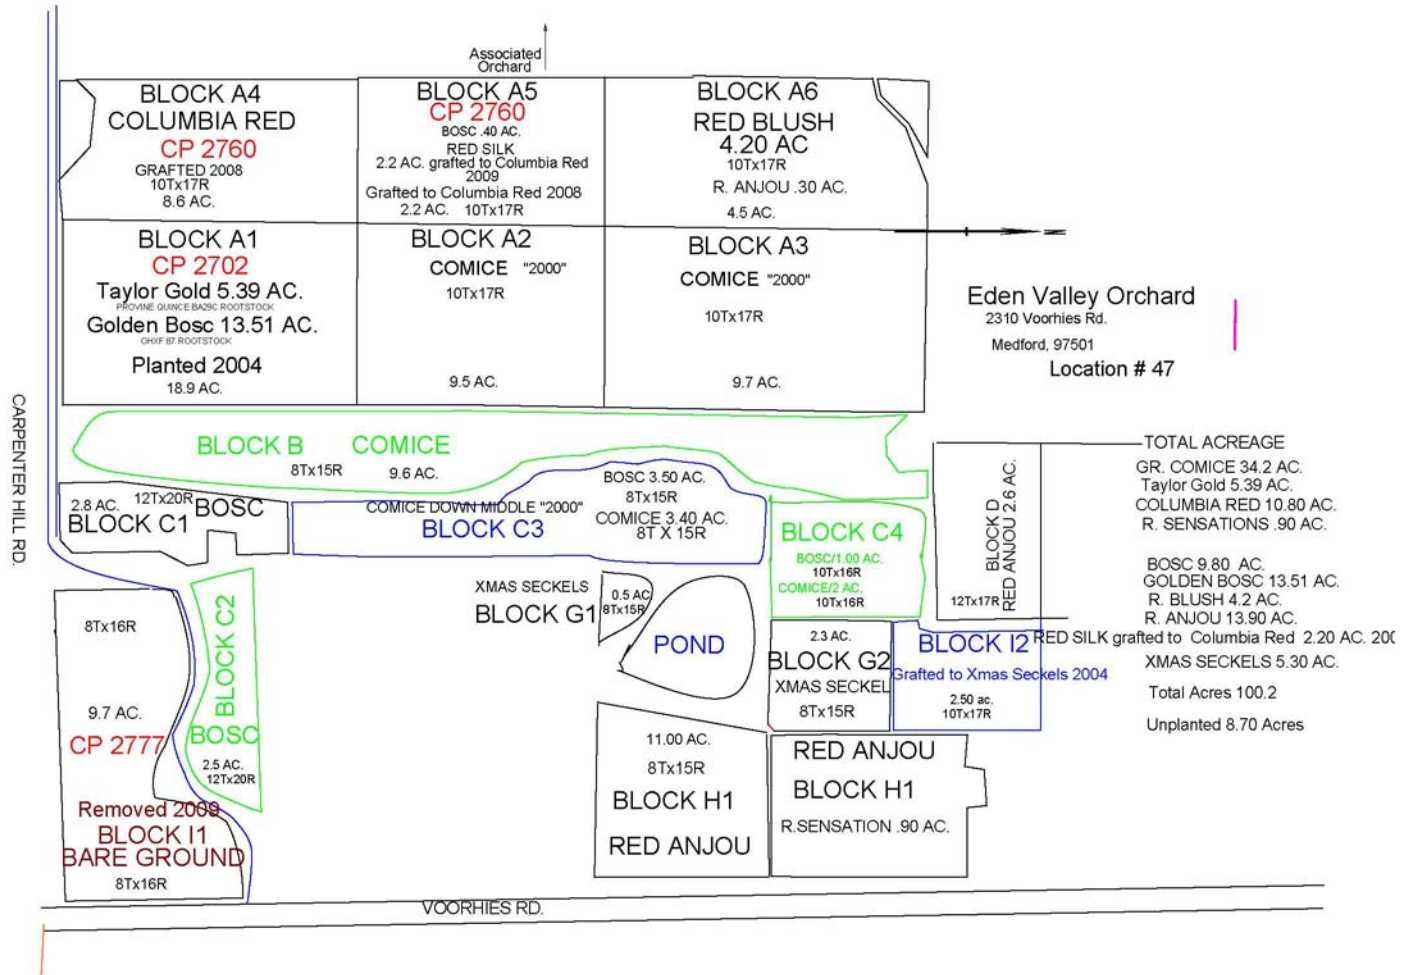 Associated
Orchard
BLOCK A4
COLUMBIA RED
CP 2760
GRAFTED 2008
10Tx17R
8.6 AC.
BLOCK A5
CP 2760
BOSC .40 AC.
RED SILK
2.2 AC. grafted to Columbia Red
2009
Grafted to Columbia Red 2008
2.2 AC. 10Tx17R
BLOCK A6
RED BLUSH
4.20 AC
10Tx17R
R. ANJOU .30 AC.
4.5 AC.
BLOCK A1
CP 2702
Taylor Gold 5.39 AC.
PROVINE QUINCE BA29C ROOTSTOCK
Golden Bosc 13.51 AC.
OHXF 87 ROOTSTOCK
Planted 2004
18.9 AC.
BLOCK A2
COMICE "2000"
10Tx17R
9.5 AC.
BLOCK A3
COMICE "2000"
10Tx17R
9.7 AC.
N
Eden Valley Orchard
2310 Voorhies Rd.
Medford, 97501
Location # 47
CARPENTER HILL RD.
BLOCK B COMICE
8Tx15R 9.6 AC.
2.8 AC. 12Tx20R BOSC
BLOCK C1
COMICE DOWN MIDDLE "2000"
BLOCK C3
BOSC 3.50 AC.
8Tx15R
COMICE 3.40 AC.
8T X 15R
BLOCK C4
BOSC/1.00 AC.
10Tx16R
COMICE/2 AC.
10Tx16R
BLOCK D
RED ANJOU 2.6 AC.
12Tx17R
TOTAL ACREAGE
GR. COMICE 34.2 AC.
Taylor Gold 5.39 AC.
COLUMBIA RED 10.80 AC.
R. SENSATIONS .90 AC.
BOSC 9.80 AC.
GOLDEN BOSC 13.51 AC.
R. BLUSH 4.2 AC.
R. ANJOU 13.90 AC.
RED SILK grafted to Columbia Red 2.20 AC. 200
XMAS SECKELS 5.30 AC.
Total Acres 100.2
Unplanted 8.70 Acres
8Tx16R
9.7 AC.
CP 2777
Removed 2009
BLOCK I1
BARE GROUND
8Tx16R
BLOCK C2
BOSC
2.5 AC.
12Tx20R
XMAS SECKELS
BLOCK G1
0.5 AC
8Tx15R
POND
2.3 AC.
BLOCK G2
XMAS SECKEL
8Tx15R
BLOCK I2
Grafted to Xmas Seckels 2004
2.50 ac.
10Tx17R
11.00 AC.
8Tx15R
BLOCK H1
RED ANJOU
RED ANJOU
BLOCK H1
R.SENSATION .90 AC.
VOORHIES RD.